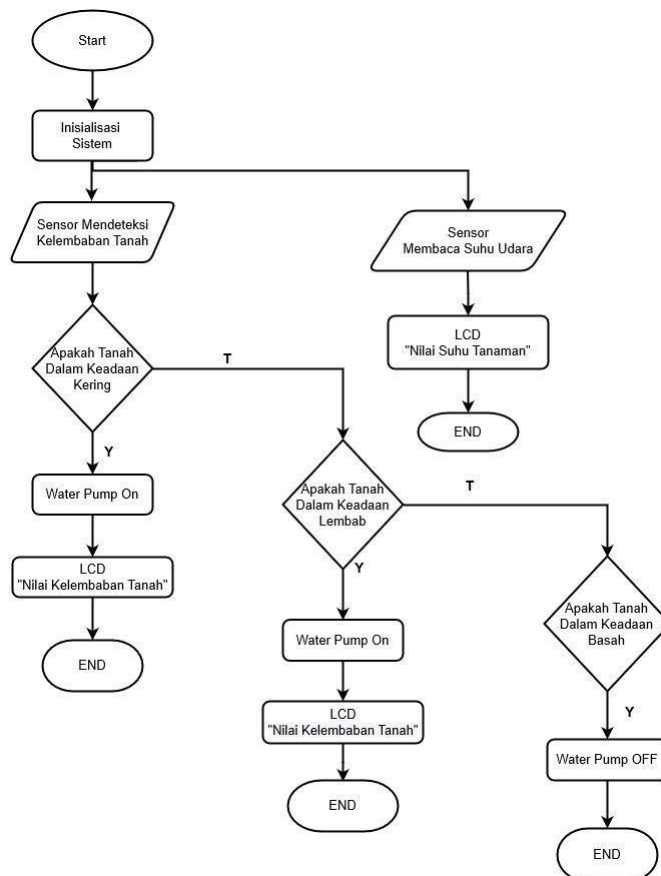 Start
Inisialisasi
Sistem
Sensor Mendeteksi
Kelembaban Tanah
Sensor
Membaca Suhu Udara
LCD
"Nilai Suhu Tanaman"
END
Apakah Tanah
Dalam Keadaan
Kering
T
Y
Water Pump On
LCD
"Nilai Kelembaban Tanah"
END
Apakah Tanah
Dalam Keadaan
Lembab
T
Y
Water Pump On
LCD
"Nilai Kelembaban Tanah"
END
Apakah Tanah
Dalam Keadaan
Basah
Y
Water Pump OFF
END